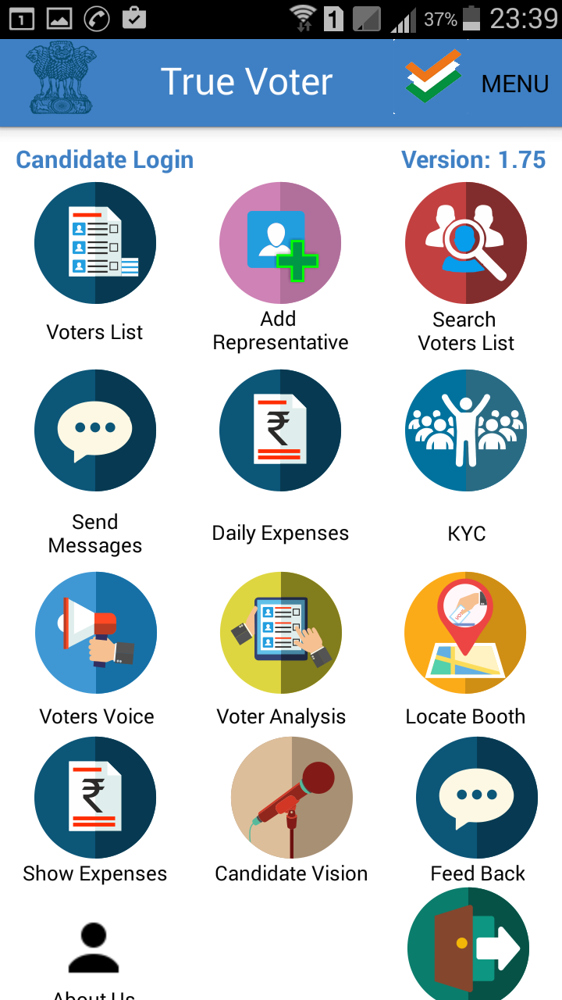 1 1 37% 23:39
True Voter MENU
Candidate Login Version: 1.75
Voters List
Add
Representative
Search
Voters List
Send
Messages
Daily Expenses
KYC
Voters Voice
Voter Analysis
Locate Booth
Show Expenses
Candidate Vision
Feed Back
About Us